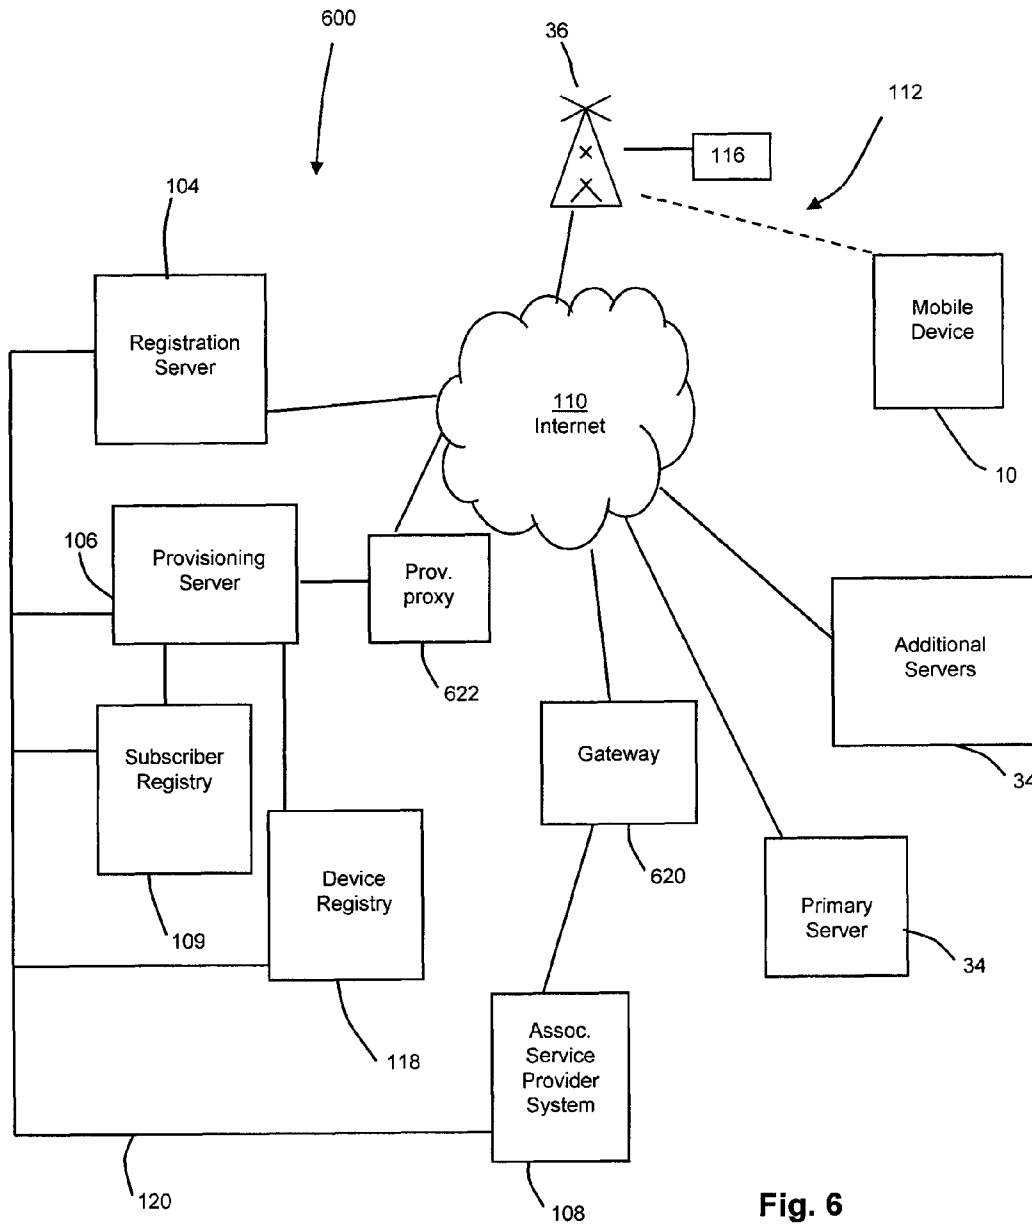 600
36
112
116
104
Mobile
Device
Registration
Server
110
Internet
10
106
Provisioning
Server
Prov.
proxy
Additional
Servers
622
Subscriber
Registry
Gateway
34
620
Device
Registry
Primary
Server
109
34
Assoc.
Service
Provider
System
118
120
108
Fig. 6